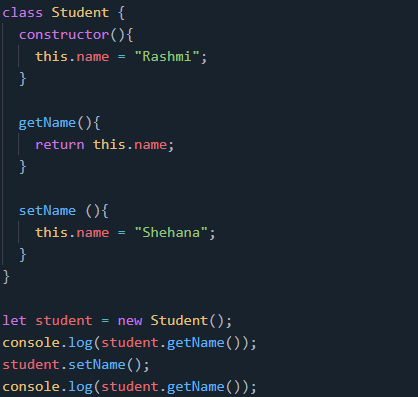 class Student {
  constructor(){
    this.name = "Rashmi";
  }

  getName(){
    return this.name;
  }

  setName (){
    this.name = "Shehana";
  }
}

let student = new Student();
console.log(student.getName());
student.setName();
console.log(student.getName());